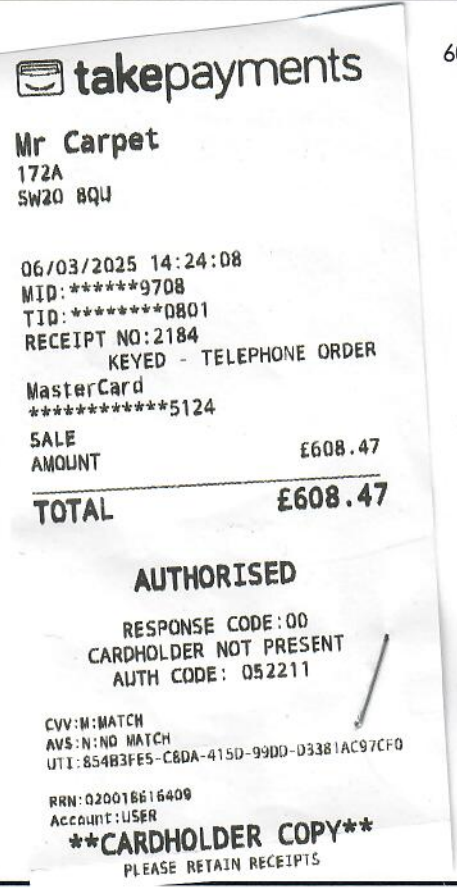 takepayments
Mr Carpet
172A
SW20 8QU
06/03/2025 14:24:08
MID:******9708
TID:********0801
RECEIPT NO:2184
KEYED - TELEPHONE ORDER
MasterCard
************5124
SALE
AMOUNT £608.47
TOTAL £608.47
AUTHORISED
RESPONSE CODE:00
CARDHOLDER NOT PRESENT
AUTH CODE: 052211
CVV:M:MATCH
AVS:N:NO MATCH
UTI:854B3FE5-C8DA-415D-99DD-D3381AC97CF0
RRN:020018616409
Account:USER
**CARDHOLDER COPY**
PLEASE RETAIN RECEIPTS